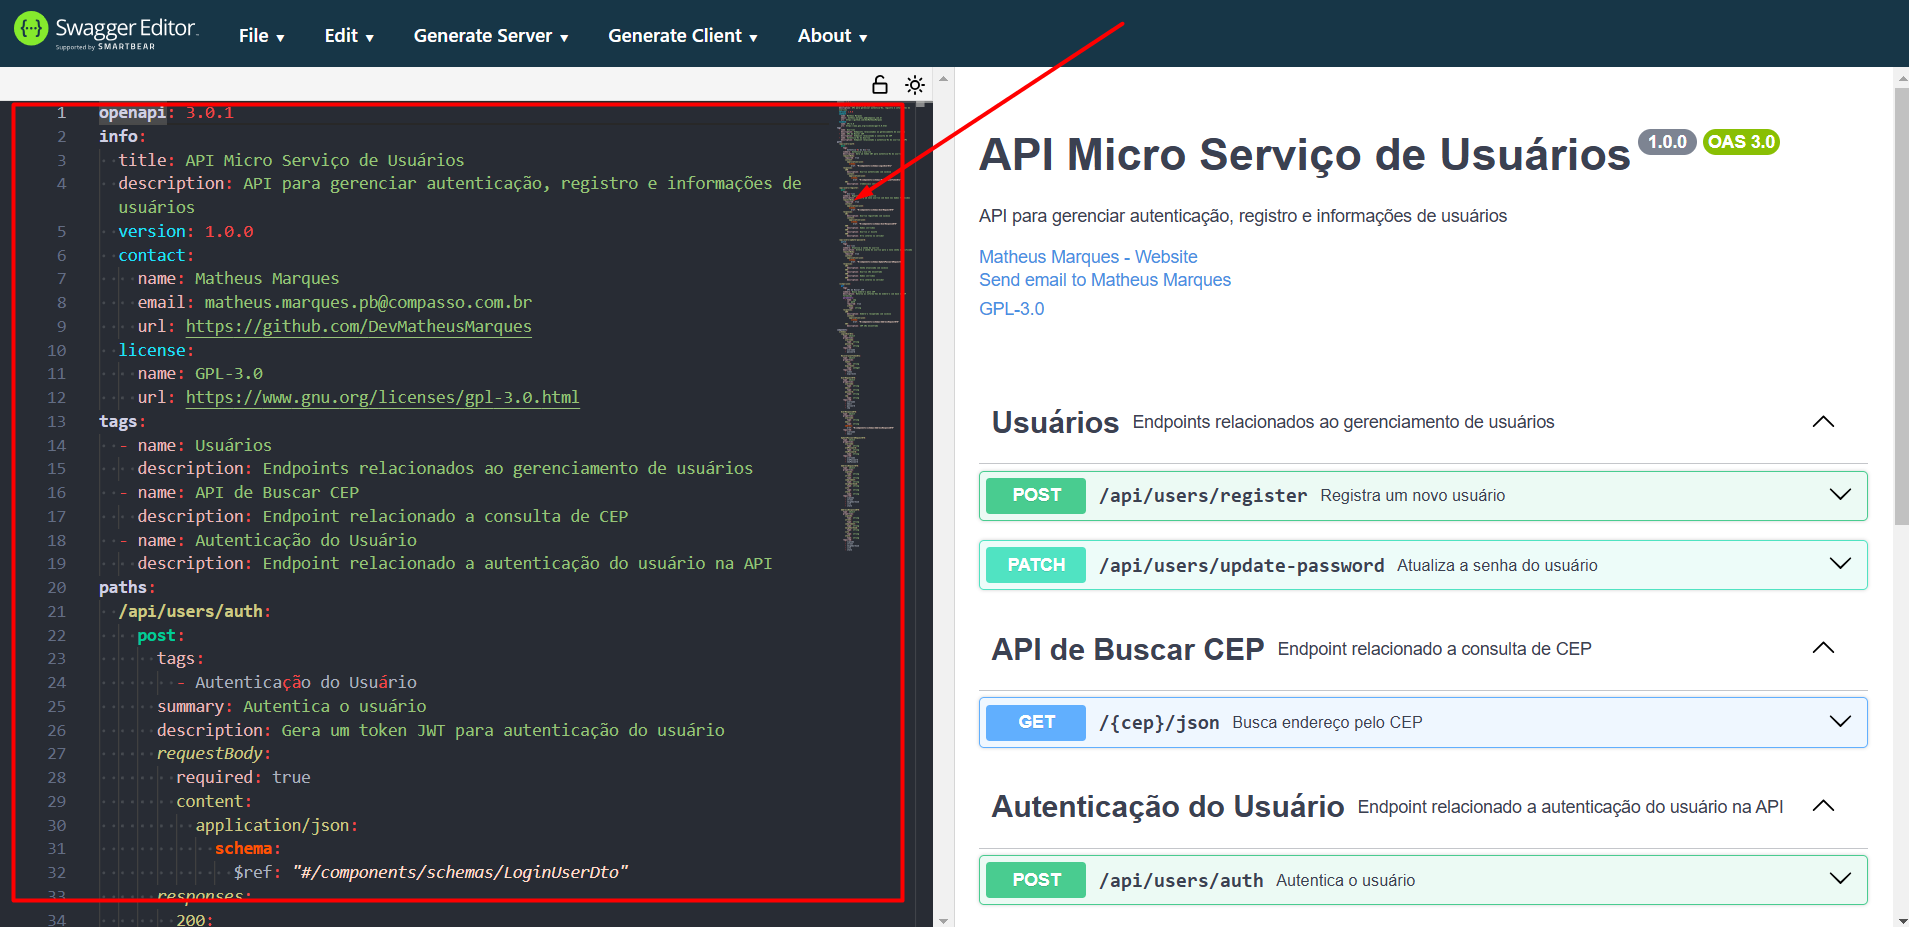 Swagger Editor
Supported by SMARTBEAR
File
Edit
Generate Server
Generate Client
About
1 openapi: 3.0.1
2 info:
3 title: API Micro Serviço de Usuários
4 description: API para gerenciar autenticação, registro e informações de
usuários
5 version: 1.0.0
6 contact:
7 name: Matheus Marques
8 email: matheus.marques.pb@compasso.com.br
9 url: https://github.com/DevMatheusMarques
10 license:
11 name: GPL-3.0
12 url: https://www.gnu.org/licenses/gpl-3.0.html
13 tags:
14 - name: Usuários
15 description: Endpoints relacionados ao gerenciamento de usuários
16 - name: API de Buscar CEP
17 description: Endpoint relacionado a consulta de CEP
18 - name: Autenticação do Usuário
19 description: Endpoint relacionado a autenticação do usuário na API
20 paths:
21 /api/users/auth:
22 post:
23 tags:
24 - Autenticação do Usuário
25 summary: Autentica o usuário
26 description: Gera um token JWT para autenticação do usuário
27 requestBody:
28 required: true
29 content:
30 application/json:
31 schema:
32 $ref: "#/components/schemas/LoginUserDto"
33 responses:
34 200:
API Micro Serviço de Usuários 1.0.0 OAS 3.0
API para gerenciar autenticação, registro e informações de usuários
Matheus Marques - Website
Send email to Matheus Marques
GPL-3.0
Usuários Endpoints relacionados ao gerenciamento de usuários
POST /api/users/register Registra um novo usuário
PATCH /api/users/update-password Atualiza a senha do usuário
API de Buscar CEP Endpoint relacionado a consulta de CEP
GET /{cep}/json Busca endereço pelo CEP
Autenticação do Usuário Endpoint relacionado a autenticação do usuário na API
POST /api/users/auth Autentica o usuário